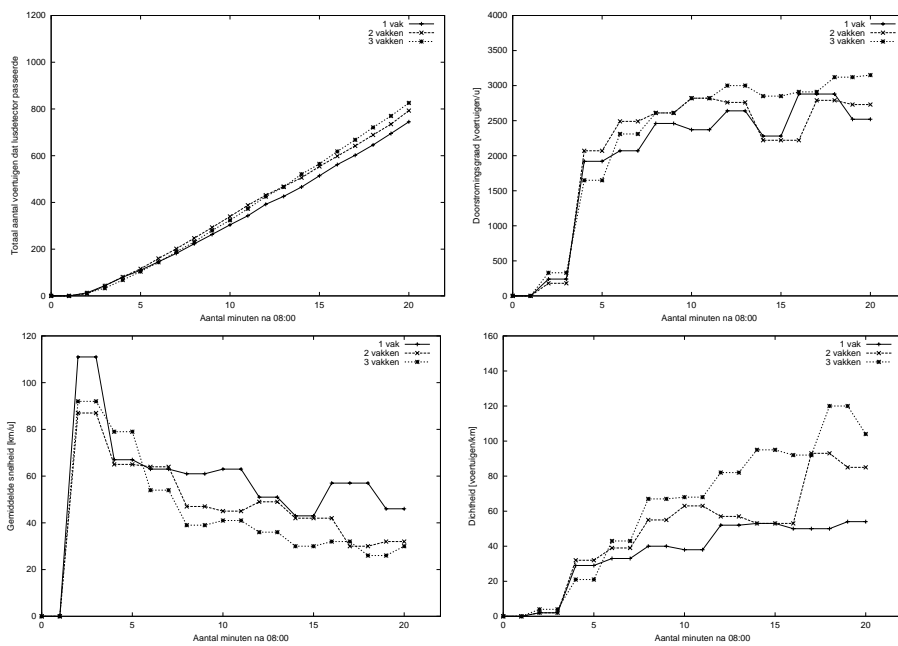 1200
1000
800
600
400
200
0
0
5
10
15
20
Totaal aantal voertuigen dat lusdetector passeerde
Aantal minuten na 08:00
1 vak
2 vakken
3 vakken
4000
3500
3000
2500
2000
1500
1000
500
0
0
5
10
15
20
Doorstromingsgraad [voertuigen/u]
Aantal minuten na 08:00
1 vak
2 vakken
3 vakken
120
100
80
60
40
20
0
0
5
10
15
20
Gemiddelde snelheid [km/u]
Aantal minuten na 08:00
1 vak
2 vakken
3 vakken
160
140
120
100
80
60
40
20
0
0
5
10
15
20
Dichtheid [voertuigen/km]
Aantal minuten na 08:00
1 vak
2 vakken
3 vakken